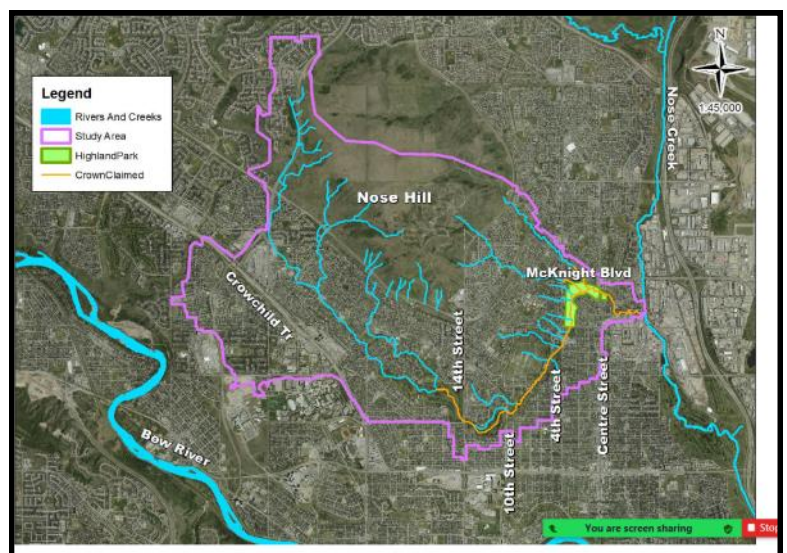 N
1:45,000
Legend
Rivers And Creeks
Study Area
HighlandPark
CrownClaimed
Nose Creek
Nose Hill
McKnight Blvd
Crowchild Tr
14th Street
4th Street
Centre Street
10th Street
Bow River
You are screen sharing
Stop